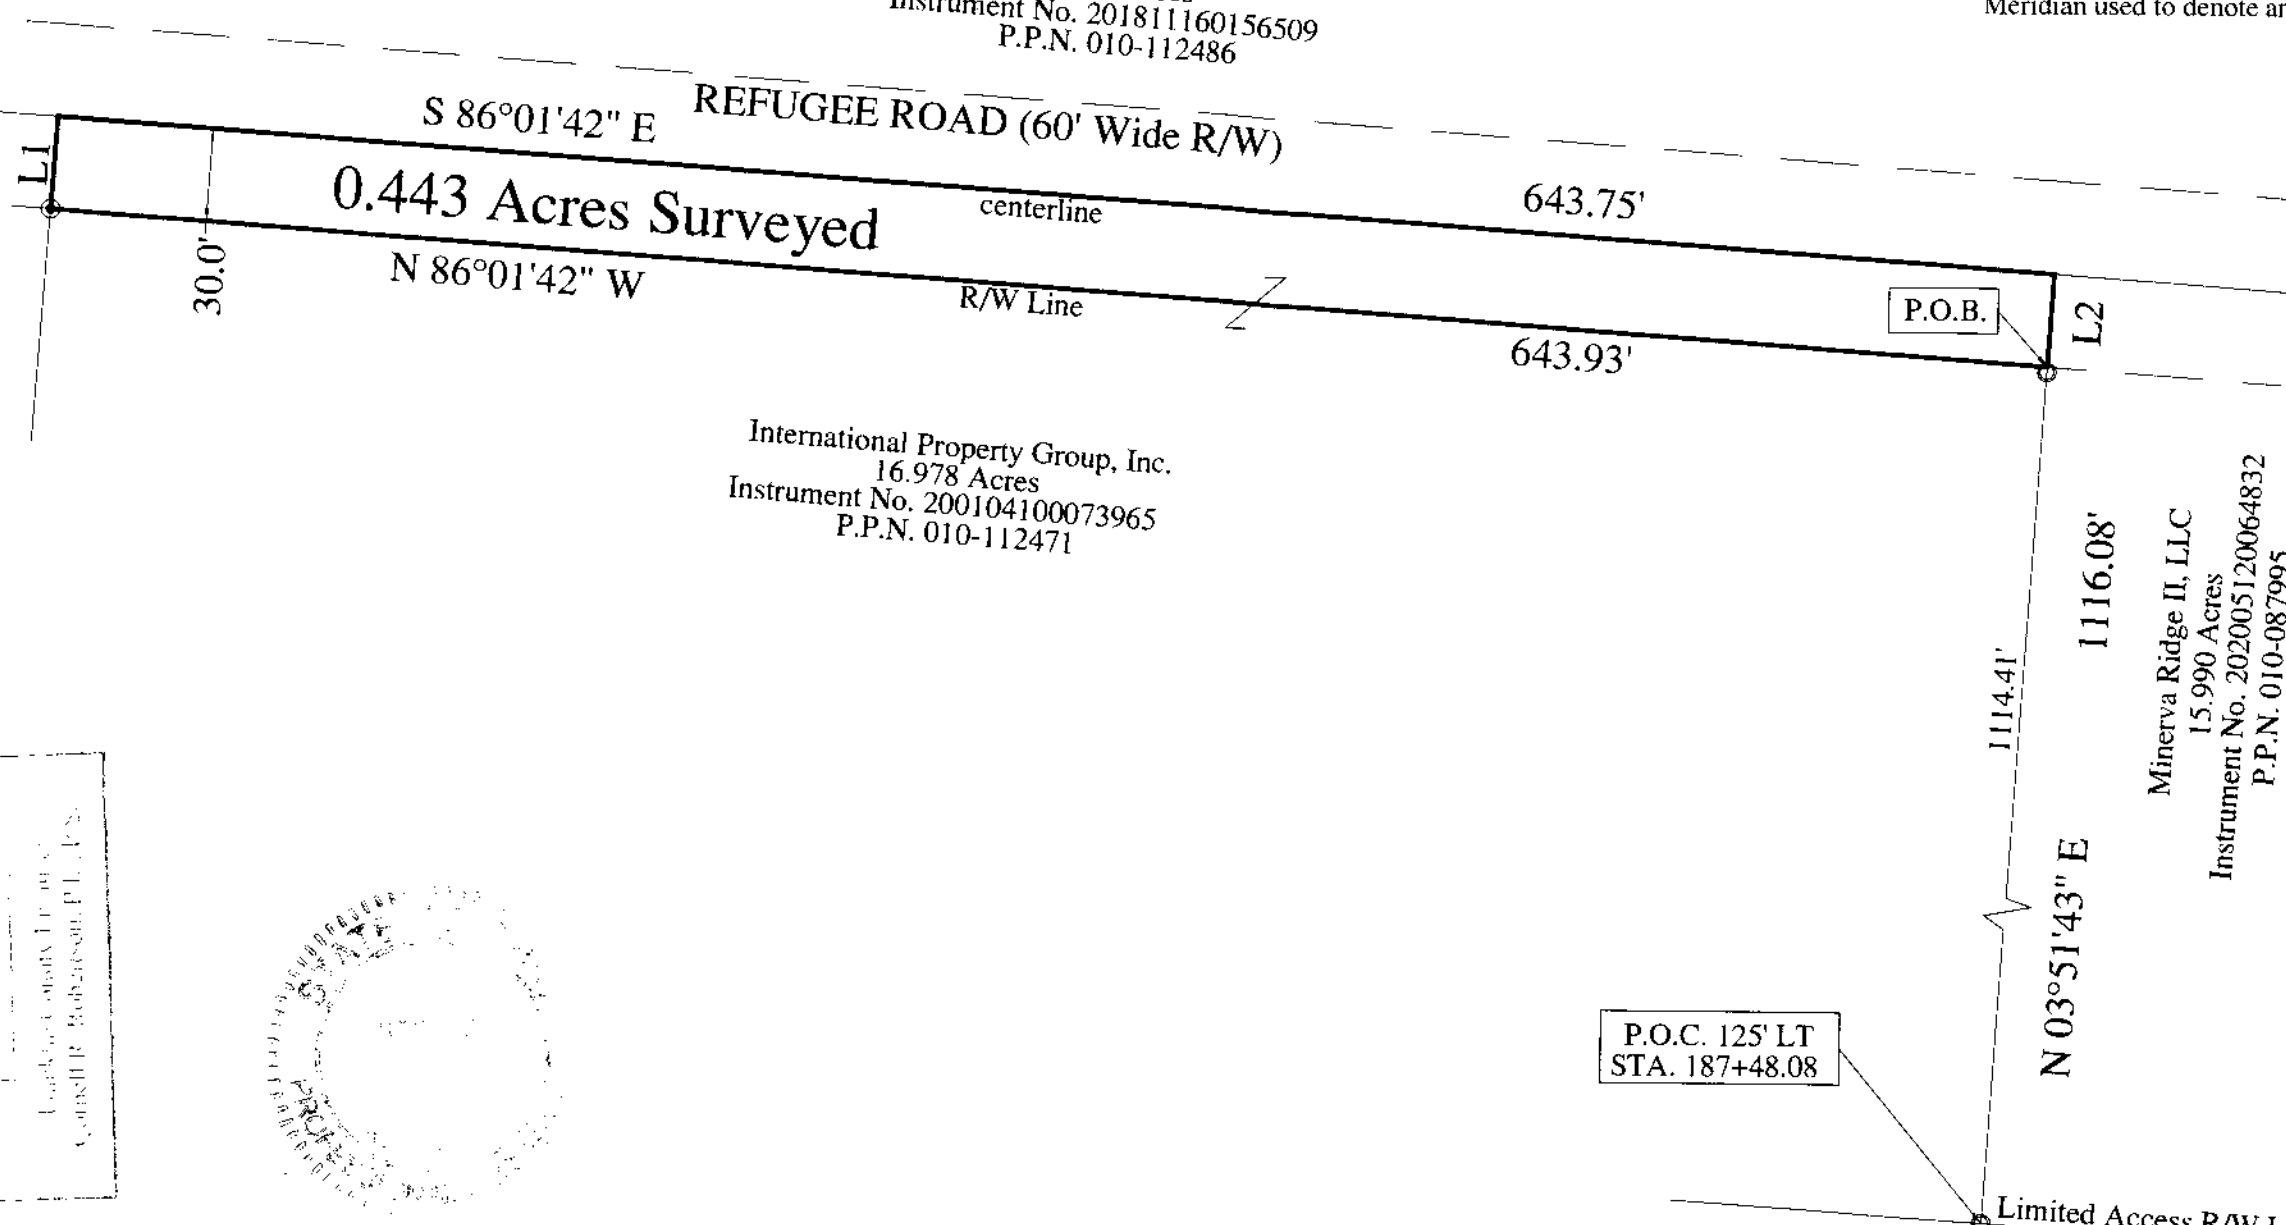 Instrument No. 201811160156509
P.P.N. 010-112486
Meridian used to denote
S 86°01'42" E
REFUGEE ROAD (60' Wide R/W)
L1
0.443 Acres Surveyed
centerline
643.75'
30.0'
N 86°01'42" W
R/W Line
643.93'
P.O.B.
L2
International Property Group, Inc.
16.978 Acres
Instrument No. 200104100073965
P.P.N. 010-112471
1114.41'
1116.08'
N 03°51'43" E
Minerva Ridge II, LLC
15.990 Acres
Instrument No. 202005120064832
P.P.N. 010-087995
P.O.C. 125' LT
STA. 187+48.08
STATE
Limited Access R/W